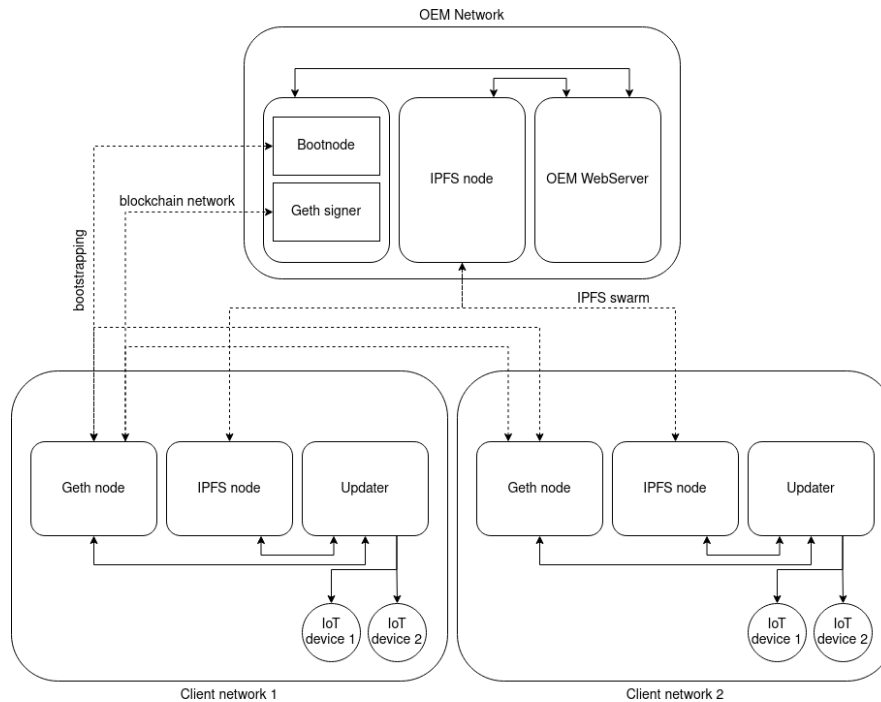 OEM Network
Bootnode
IPFS node
OEM WebServer
blockchain network
Geth signer
bootstrapping
IPFS swarm
Geth node
IPFS node
Updater
Geth node
IPFS node
Updater
IoT
device 1
IoT
device 2
IoT
device 1
IoT
device 2
Client network 1
Client network 2